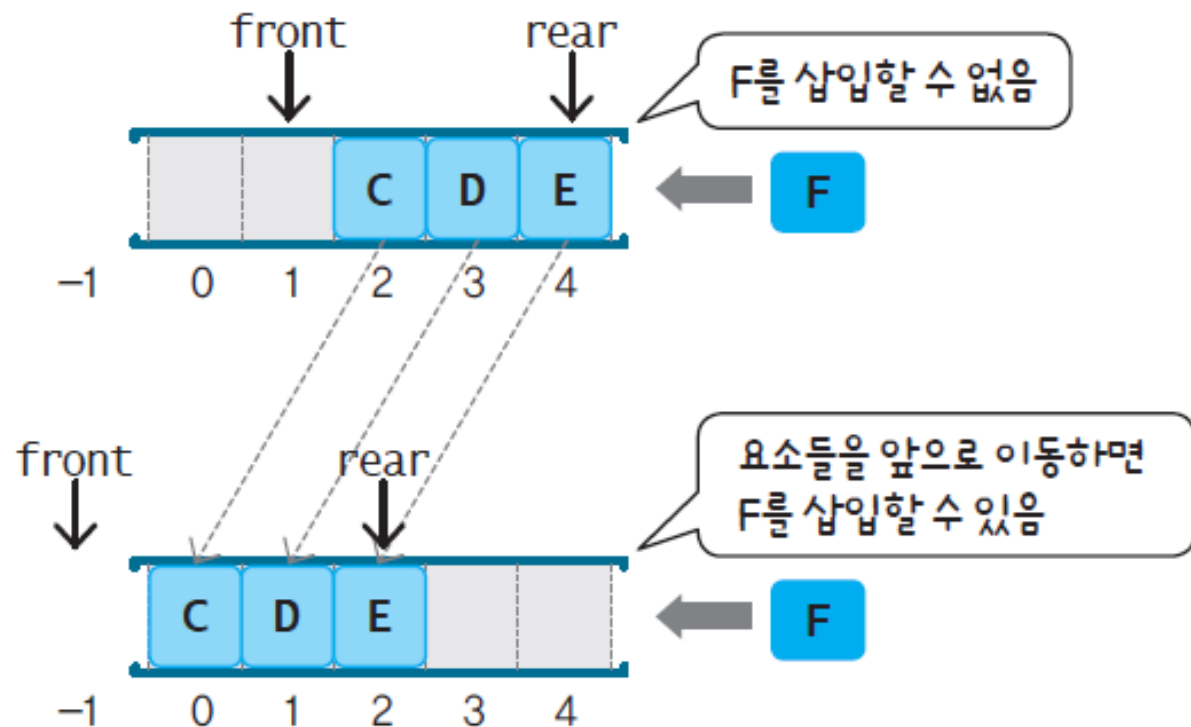 front rear
F를 삽입할 수 없음
C D E F
-1 0 1 2 3 4
front rear
요소들을 앞으로 이동하면
F를 삽입할 수 있음
C D E F
-1 0 1 2 3 4